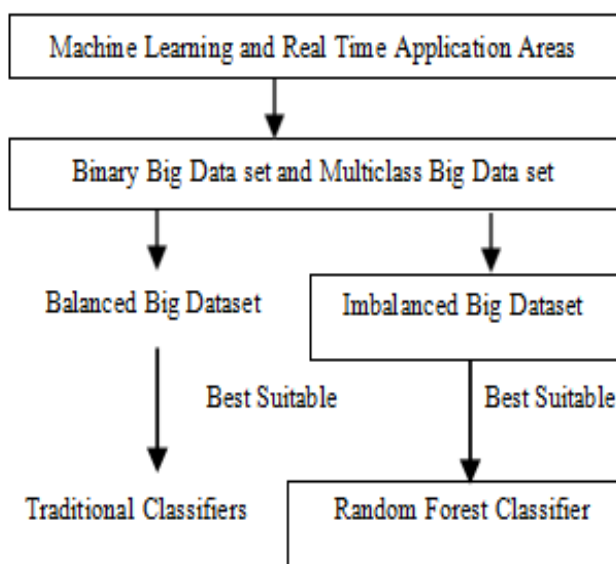 Machine Learning and Real Time Application Areas
Binary Big Data set and Multiclass Big Data set
Balanced Big Dataset
Imbalanced Big Dataset
Best Suitable
Best Suitable
Traditional Classifiers
Random Forest Classifier